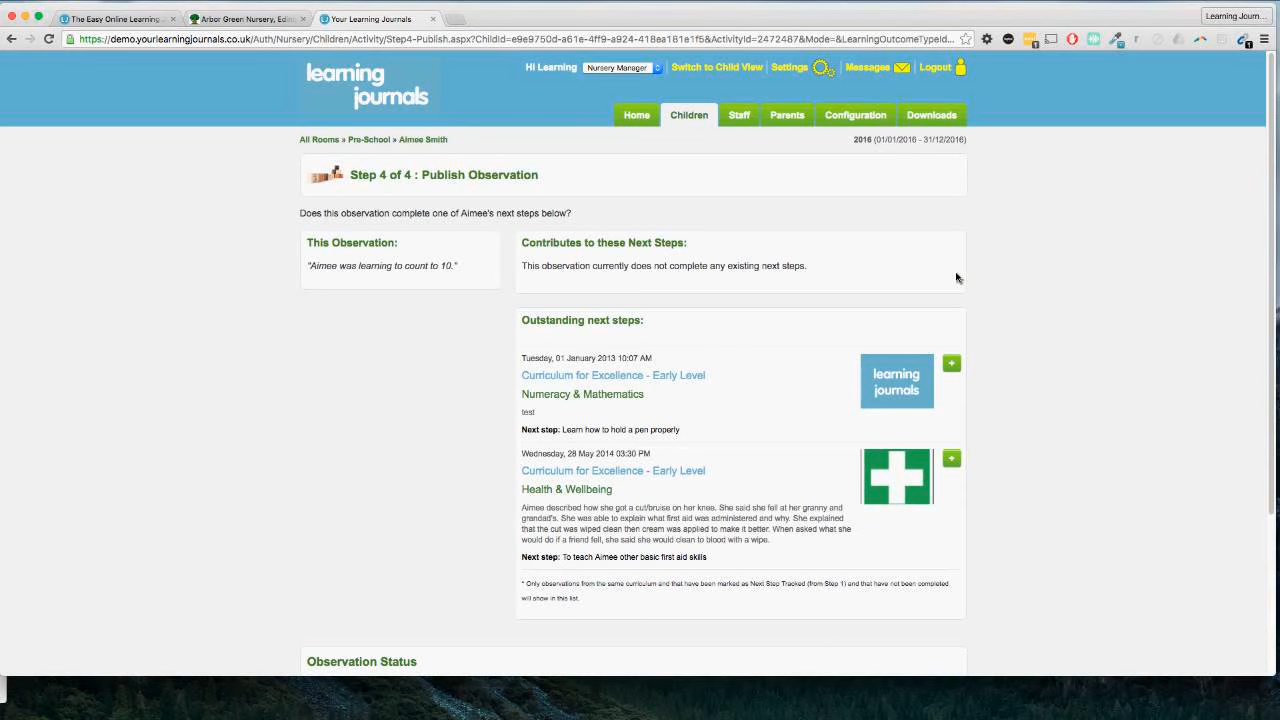 The Easy Online Learning
Arbor Green Nursery, Edin
Your Learning Journals
Learning Journ...
https://demo.yourlearningjournals.co.uk/Auth/Nursery/Children/Activity/Step4-Publish.aspx?ChildId=e9e9750d-a61e-4ff9-a924-418ea181e1f5&ActivityId=2472487&Mode=&LearningOutcomeTypeId...
learning
journals
Hi Learning
Nursery Manager
Switch to Child View
Settings
Messages
Logout
Home
Children
Staff
Parents
Configuration
Downloads
All Rooms » Pre-School » Aimee Smith
2016 (01/01/2016 - 31/12/2016)
Step 4 of 4 : Publish Observation
Does this observation complete one of Aimee's next steps below?
This Observation:
"Aimee was learning to count to 10."
Contributes to these Next Steps:
This observation currently does not complete any existing next steps.
Outstanding next steps:
Tuesday, 01 January 2013 10:07 AM
Curriculum for Excellence - Early Level
Numeracy & Mathematics
test
Next step: Learn how to hold a pen properly
learning
journals
+
Wednesday, 28 May 2014 03:30 PM
Curriculum for Excellence - Early Level
Health & Wellbeing
Aimee described how she got a cut/bruise on her knee. She said she fell at her granny and
grandad's. She was able to explain what first aid was administered and why. She explained
that the cut was wiped clean then cream was applied to make it better. When asked what she
would do if a friend fell, she said she would clean to blood with a wipe.
Next step: To teach Aimee other basic first aid skills
+
* Only observations from the same curriculum and that have been marked as Next Step Tracked (from Step 1) and that have not been completed
will show in this list.
Observation Status